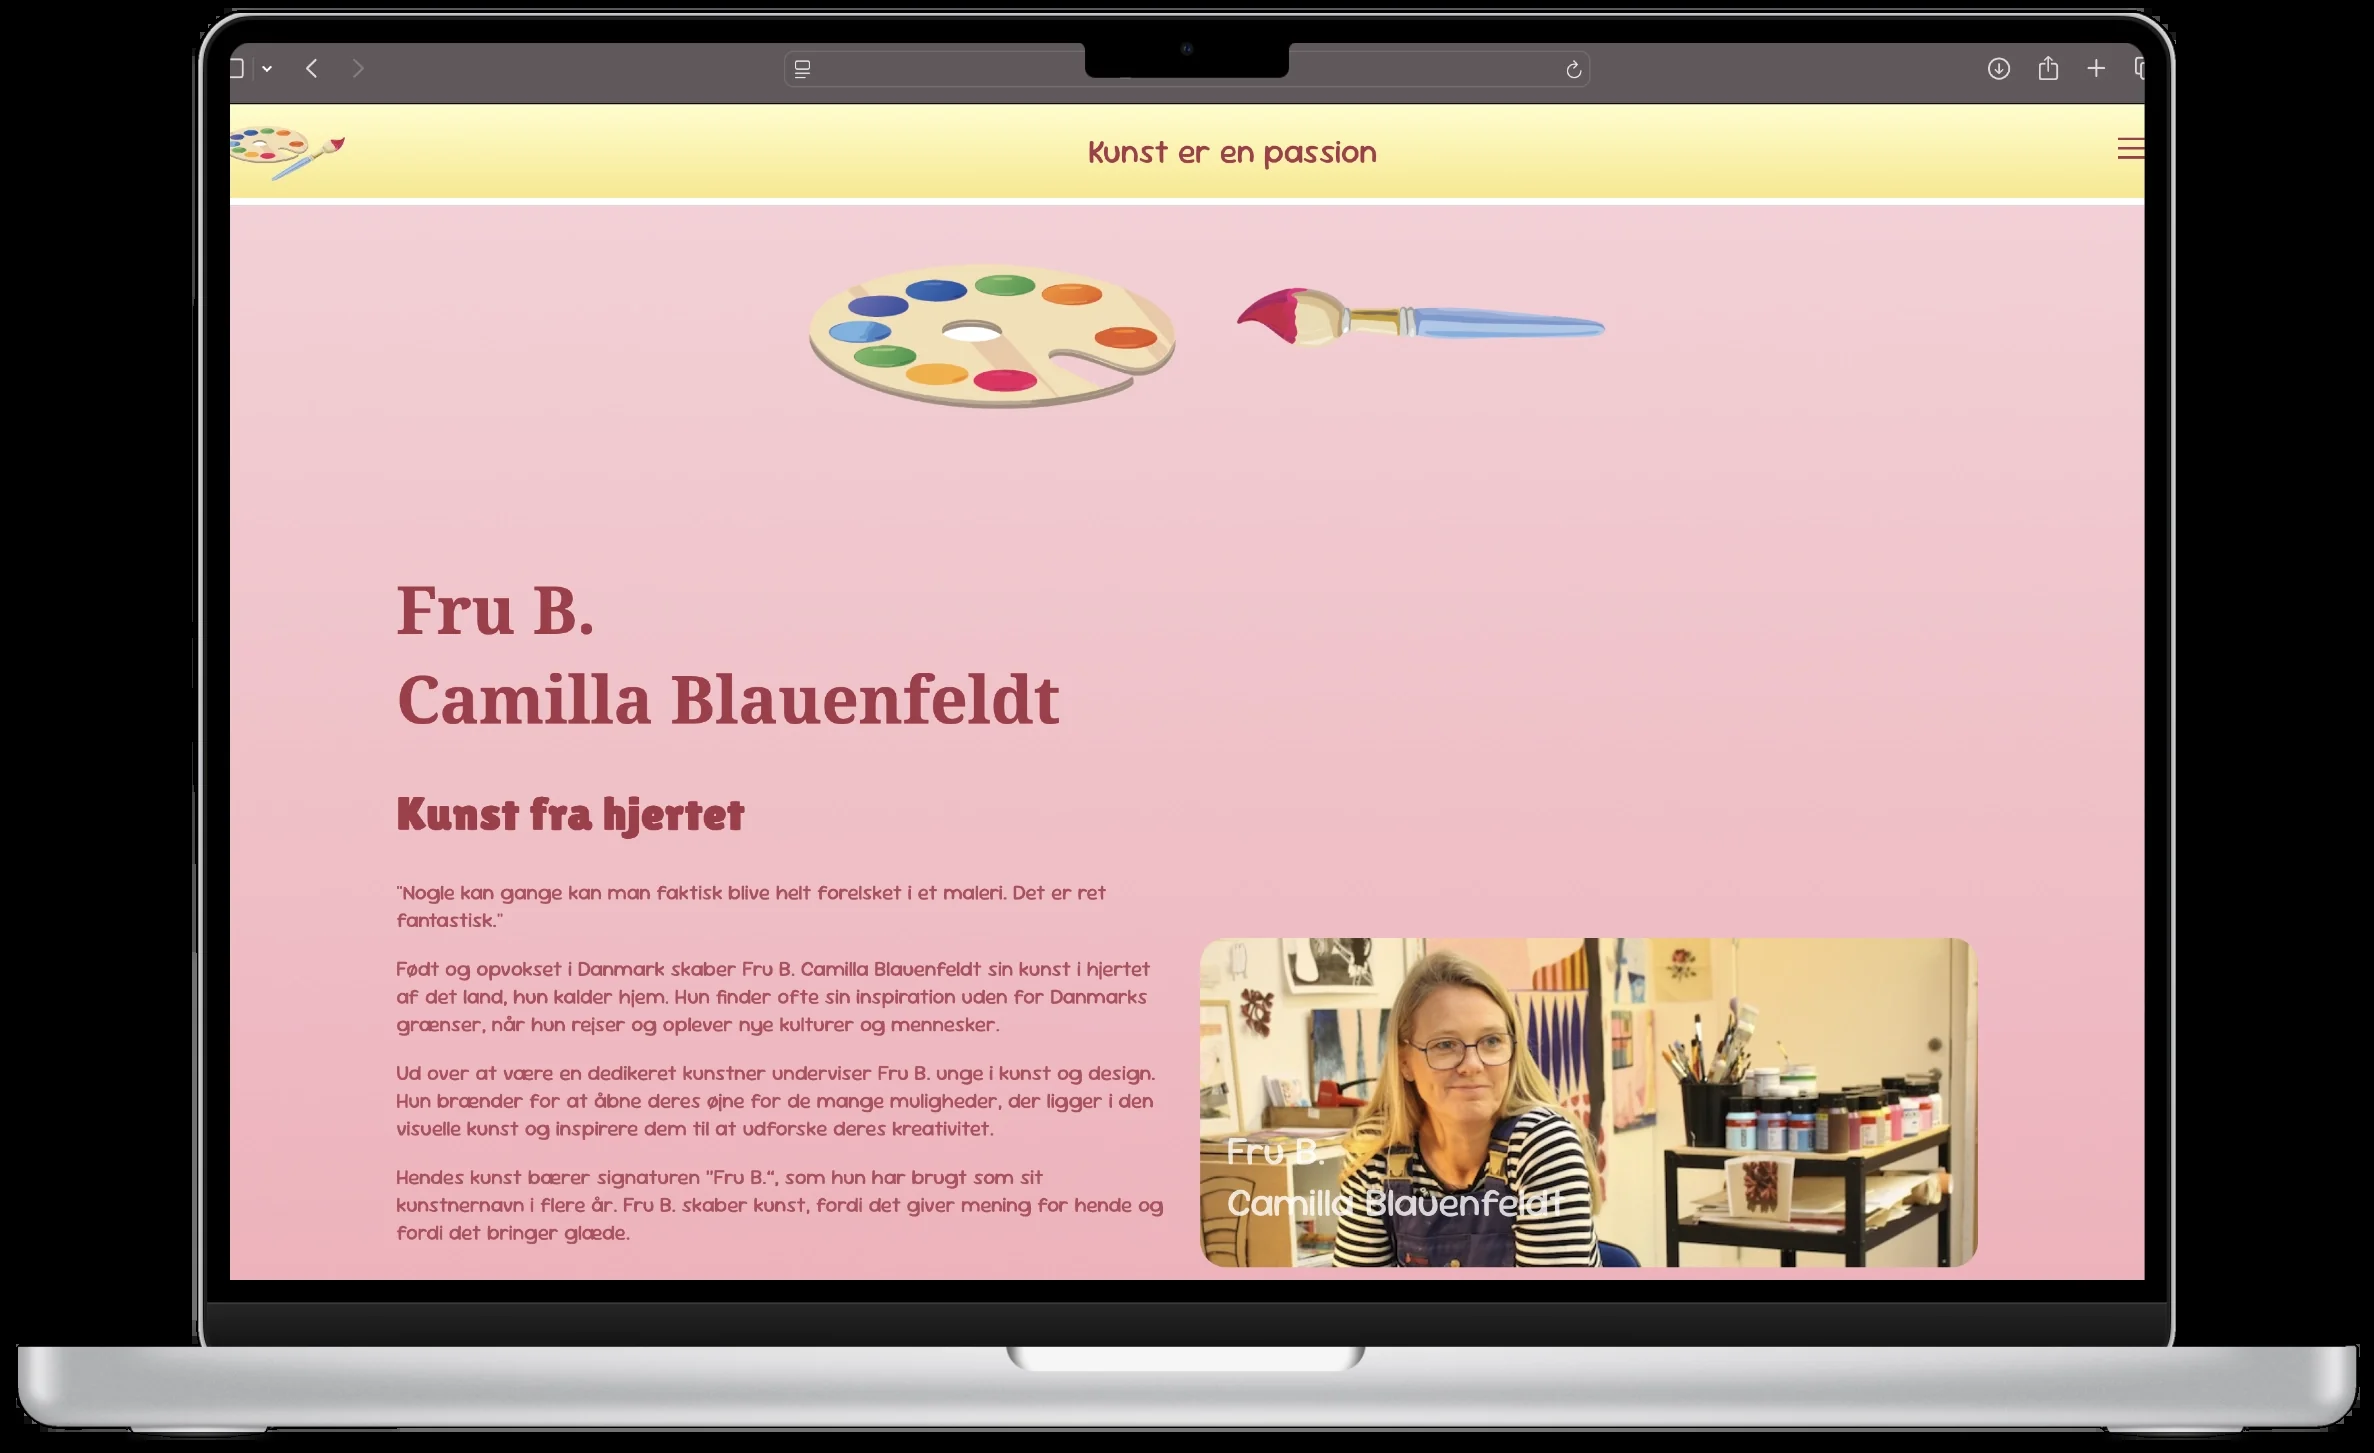 Kunst er en passion
Fru B.
Camilla Blauenfeldt
Kunst fra hjertet
"Nogle kan gange kan man faktisk blive helt forelsket i et maleri. Det er ret
fantastisk."
Født og opvokset i Danmark skaber Fru B. Camilla Blauenfeldt sin kunst i hjertet
af det land, hun kalder hjem. Hun finder ofte sin inspiration uden for Danmarks
grænser, når hun rejser og oplever nye kulturer og mennesker.
Ud over at være en dedikeret kunstner underviser Fru B. unge i kunst og design.
Hun brænder for at åbne deres øjne for de mange muligheder, der ligger i den
visuelle kunst og inspirere dem til at udforske deres kreativitet.
Hendes kunst bærer signaturen "Fru B.“, som hun har brugt som sit
kunstnernavn i flere år. Fru B. skaber kunst, fordi det giver mening for hende og
fordi det bringer glæde.
Fru B.
Camilla Blauenfeldt